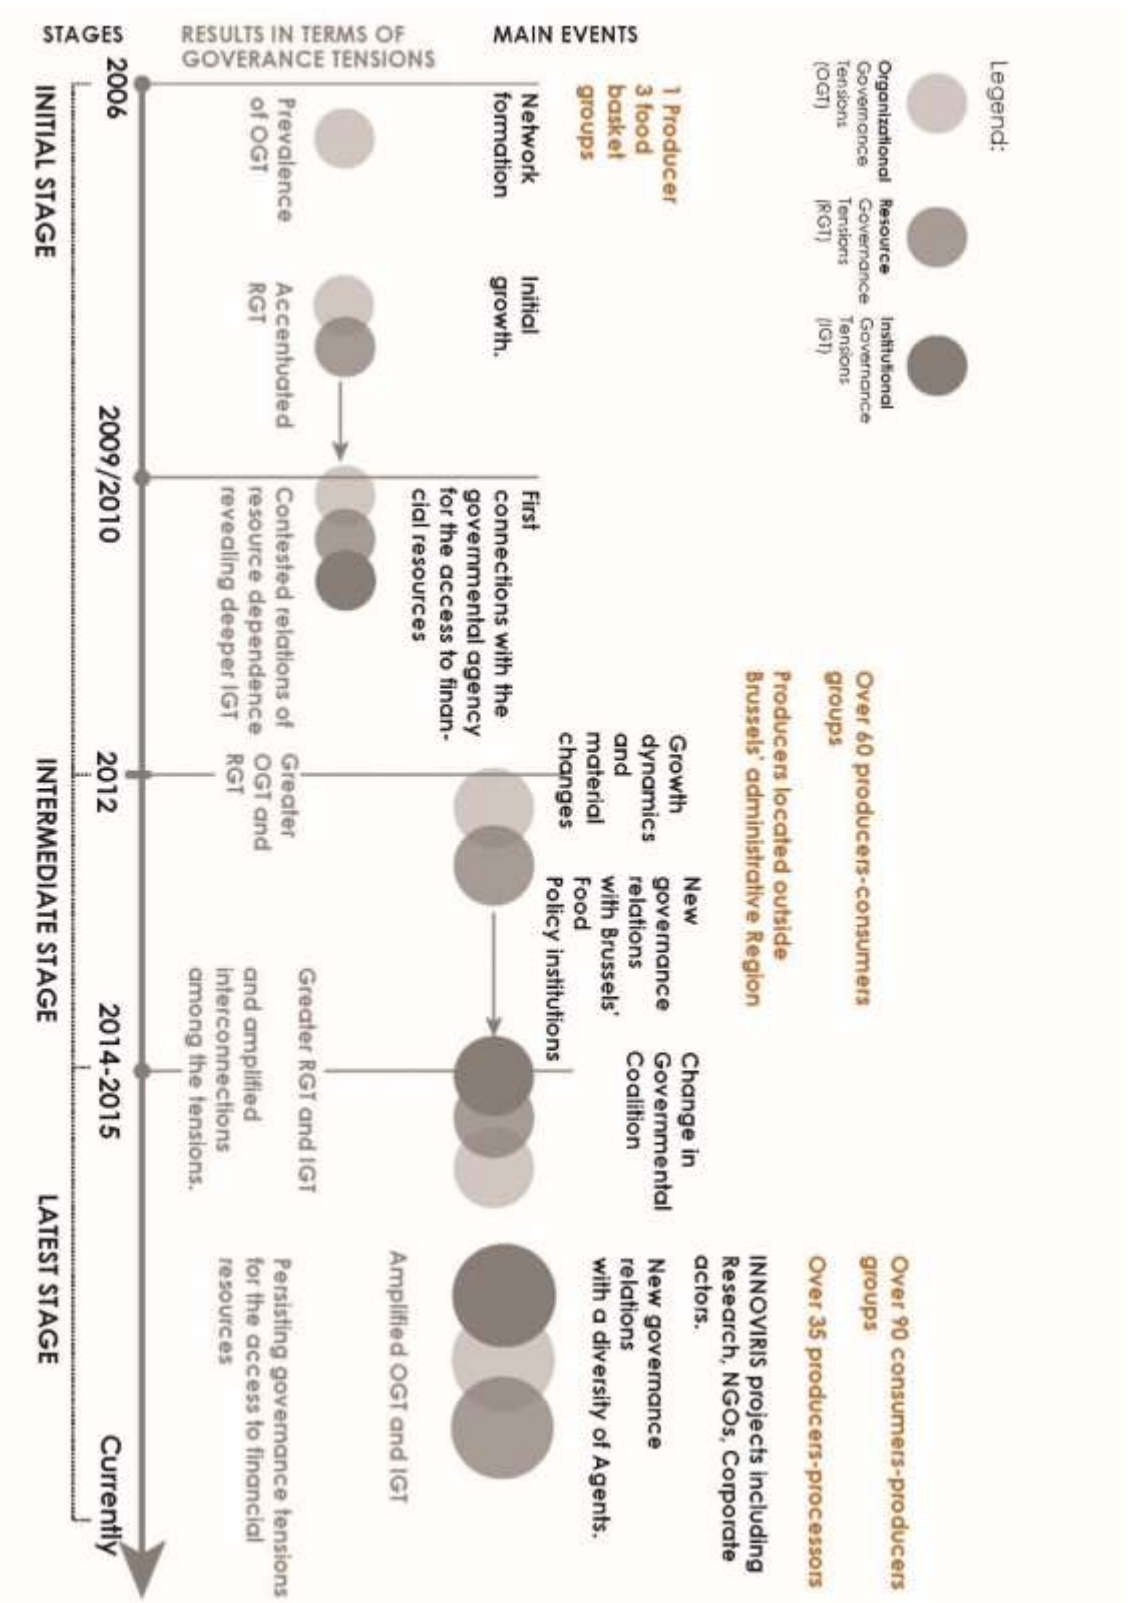 Legend:
Organizational
Governance
Tensions
(OGT)
Resource
Governance
Tensions
(RGT)
Institutional
Governance
Tensions
(IGT)
MAIN EVENTS
1 Producer
3 food
basket
groups
Network
formation
Initial
growth.
First
connections with the
governmental agency
for the access to finan-
cial resources
Over 60 producers-consumers
groups
Producers located outside
Brussels' administrative Region
Growth
dynamics
and
material
changes
New
governance
relations
with Brussels'
Food
Policy institutions
Change in
Governmental
Coalition
Over 90 consumers-producers
groups
Over 35 producers-processors
INNOVIRIS projects including
Research, NGOs, Corporate
actors.
New governance
relations
with a diversity of Agents.
RESULTS IN TERMS OF
GOVERANCE TENSIONS
Prevalence
of OGT
Accentuated
RGT
Contested relations of
resource dependence
revealing deeper IGT
Greater
OGT and
RGT
Greater RGT and IGT
and amplified
interconnections
among the tensions.
Amplified OGT and IGT
Persisting governance tensions
for the access to financial
resources
STAGES
2006
2009/2010
2012
2014-2015
Currently
INITIAL STAGE
INTERMEDIATE STAGE
LATEST STAGE